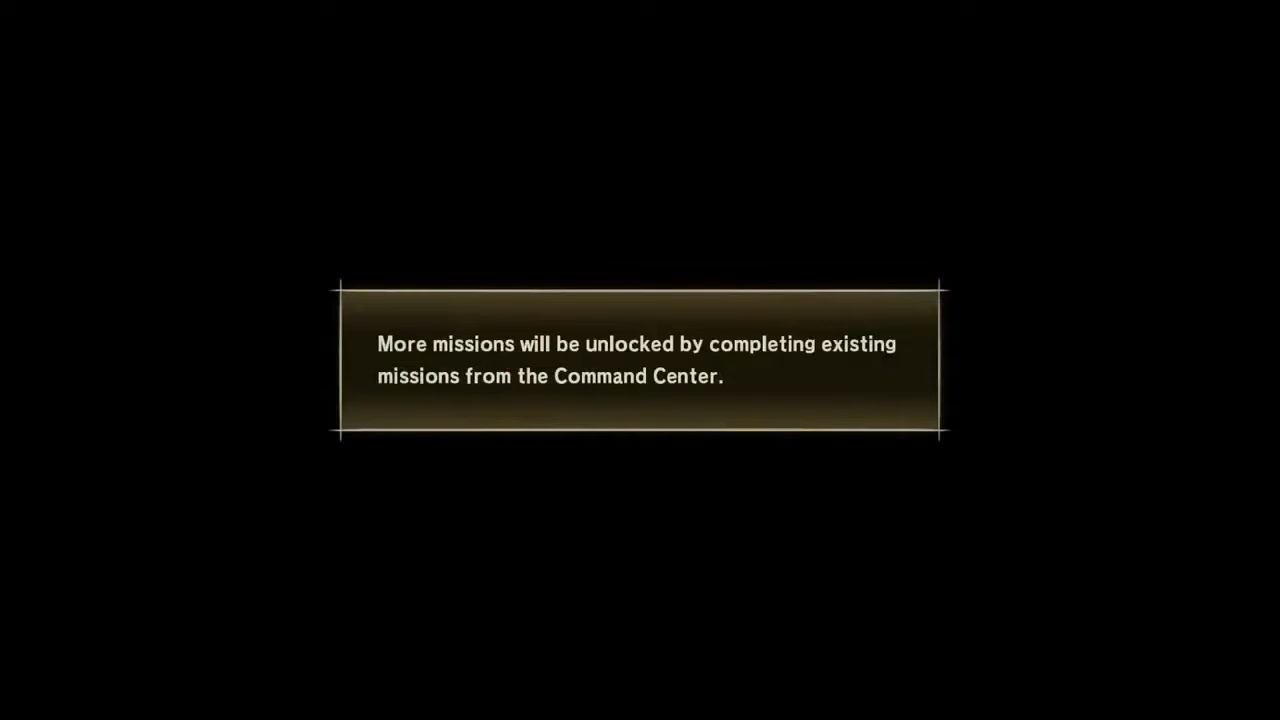 More missions will be unlocked by completing existing
missions from the Command Center.